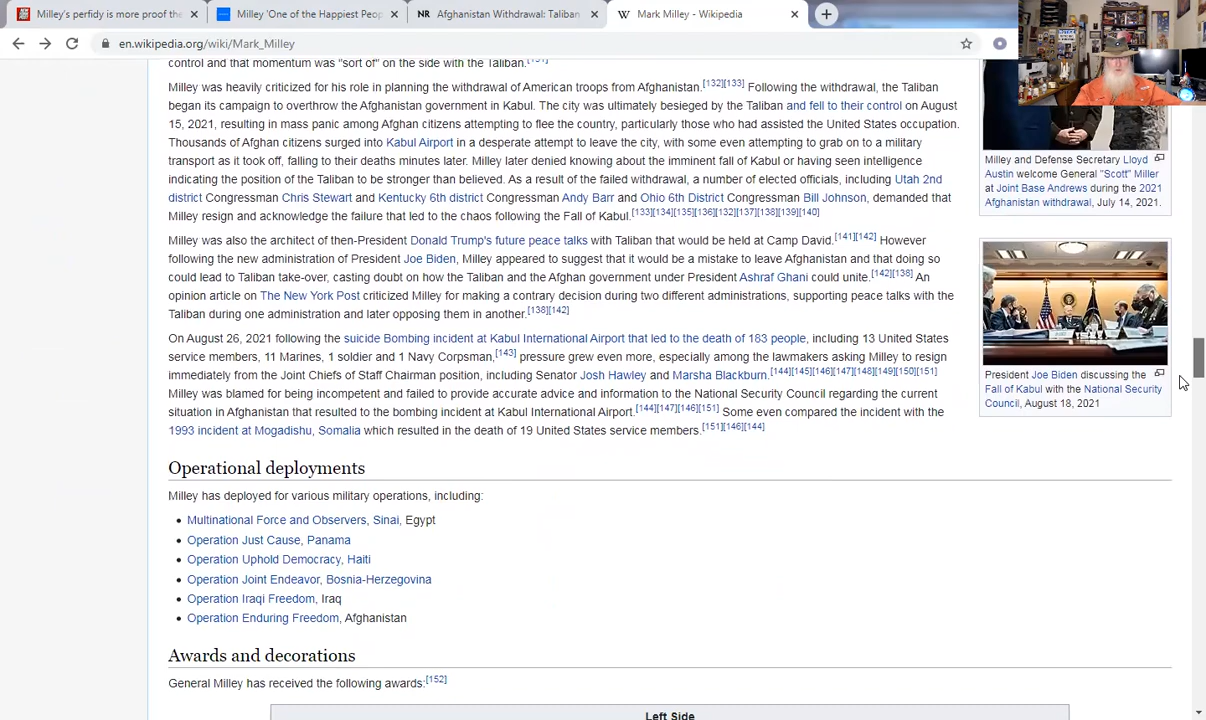 Milley's perfidy is more proof the
Milley 'One of the Happiest Peop
NR Afghanistan Withdrawal: Taliban
W Mark Milley - Wikipedia
en.wikipedia.org/wiki/Mark_Milley
control and that momentum was "sort of" on the side with the Taliban.[131]
Milley was heavily criticized for his role in planning the withdrawal of American troops from Afghanistan.[132][133] Following the withdrawal, the Taliban
began its campaign to overthrow the Afghan government in Kabul. The city was ultimately besieged by the Taliban and fell to their control on August
15, 2021, resulting in mass panic among Afghan citizens attempting to flee the country, particularly those who had assisted the United States occupation.
Thousands of Afghan citizens surged into Kabul Airport in a desperate attempt to leave the city, with some even attempting to grab on to a military
transport as it took off, falling to their deaths minutes later. Milley later denied knowing about the imminent fall of Kabul or having seen intelligence
indicating the position of the Taliban to be stronger than believed. As a result of the failed withdrawal, a number of elected officials, including Utah 2nd
district Congressman Chris Stewart and Kentucky 6th district Congressman Andy Barr and Ohio 6th District Congressman Bill Johnson, demanded that
Milley resign and acknowledge the failure that led to the chaos following the Fall of Kabul.[133][134][135][136][132][137][138][139][140]
Milley was also the architect of then-President Donald Trump's future peace talks with Taliban that would be held at Camp David.[141][142] However
following the new administration of President Joe Biden, Milley appeared to suggest that it would be a mistake to leave Afghanistan and that doing so
could lead to Taliban take-over, casting doubt on how the Taliban and the Afghan government under President Ashraf Ghani could unite.[142][138] An
opinion article on The New York Post criticized Milley for making a contrary decision during two different administrations, supporting peace talks with the
Taliban during one administration and later opposing them in another.[138][142]
On August 26, 2021 following the suicide Bombing incident at Kabul International Airport that led to the death of 183 people, including 13 United States
service members, 11 Marines, 1 soldier and 1 Navy Corpsman,[143] pressure grew even more, especially among the lawmakers asking Milley to resign
immediately from the Joint Chiefs of Staff Chairman position, including Senator Josh Hawley and Marsha Blackburn.[144][145][146][147][148][149][150][151]
Milley was blamed for being incompetent and failed to provide accurate advice and information to the National Security Council regarding the current
situation in Afghanistan that resulted to the bombing incident at Kabul International Airport.[144][147][146][151] Some even compared the incident with the
1993 incident at Mogadishu, Somalia which resulted in the death of 19 United States service members.[151][146][144]
Milley and Defense Secretary Lloyd
Austin welcome General "Scott" Miller
at Joint Base Andrews during the 2021
Afghanistan withdrawal, July 14, 2021.
President Joe Biden discussing the
Fall of Kabul with the National Security
Council, August 18, 2021
Operational deployments
Milley has deployed for various military operations, including:
• Multinational Force and Observers, Sinai, Egypt
• Operation Just Cause, Panama
• Operation Uphold Democracy, Haiti
• Operation Joint Endeavor, Bosnia-Herzegovina
• Operation Iraqi Freedom, Iraq
• Operation Enduring Freedom, Afghanistan
Awards and decorations
General Milley has received the following awards:[152]
Left Side